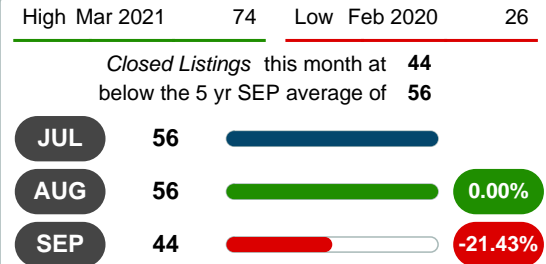 High Mar 2021 74 Low Feb 2020 26
Closed Listings this month at 44
below the 5 yr SEP average of 56
JUL 56
AUG 56 0.00%
SEP 44 -21.43%